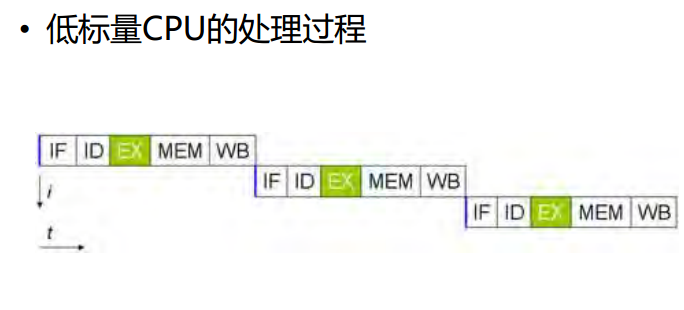 • 低标量CPU的处理过程
IF ID EX MEM WB
IF ID EX MEM WB
i
IF ID EX MEM WB
t